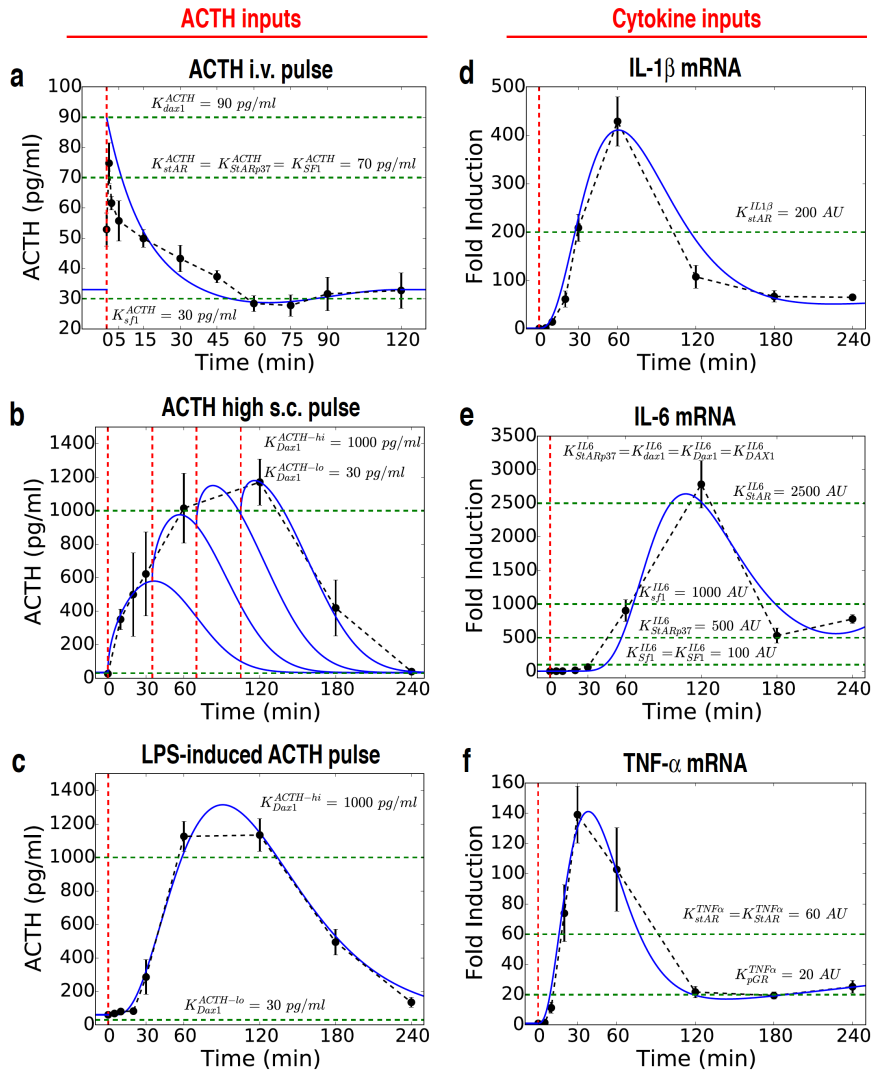 ACTH inputs
Cytokine inputs
a
ACTH i.v. pulse
ACTH (pg/ml)
100
90
80
70
60
50
40
30
20
K_{dax1}^{ACTH} = 90 pg/ml
K_{stAR}^{ACTH} = K_{StARp37}^{ACTH} = K_{SF1}^{ACTH} = 70 pg/ml
K_{sf1}^{ACTH} = 30 pg/ml
0 5 15 30 45 60 75 90 120
Time (min)
d
IL-1β mRNA
Fold Induction
500
400
300
200
100
0
K_{stAR}^{IL1β} = 200 AU
0 30 60 120 180 240
Time (min)
b
ACTH high s.c. pulse
ACTH (pg/ml)
1400
1200
1000
800
600
400
200
0
K_{Dax1}^{ACTH-hi} = 1000 pg/ml
K_{Dax1}^{ACTH-lo} = 30 pg/ml
0 30 60 120 180 240
Time (min)
e
IL-6 mRNA
Fold Induction
3500
3000
2500
2000
1500
1000
500
0
K_{StARp37}^{IL6} = K_{dax1}^{IL6} = K_{Dax1}^{IL6} = K_{DAX1}^{IL6}
K_{StAR}^{IL6} = 2500 AU
K_{sf1}^{IL6} = 1000 AU
K_{StARp37}^{IL6} = 500 AU
K_{Sf1}^{IL6} = K_{SF1}^{IL6} = 100 AU
0 30 60 120 180 240
Time (min)
c
LPS-induced ACTH pulse
ACTH (pg/ml)
1400
1200
1000
800
600
400
200
0
K_{Dax1}^{ACTH-hi} = 1000 pg/ml
K_{Dax1}^{ACTH-lo} = 30 pg/ml
0 30 60 120 180 240
Time (min)
f
TNF-α mRNA
Fold Induction
160
140
120
100
80
60
40
20
0
K_{stAR}^{TNFα} = K_{StAR}^{TNFα} = 60 AU
K_{pGR}^{TNFα} = 20 AU
0 30 60 120 180 240
Time (min)